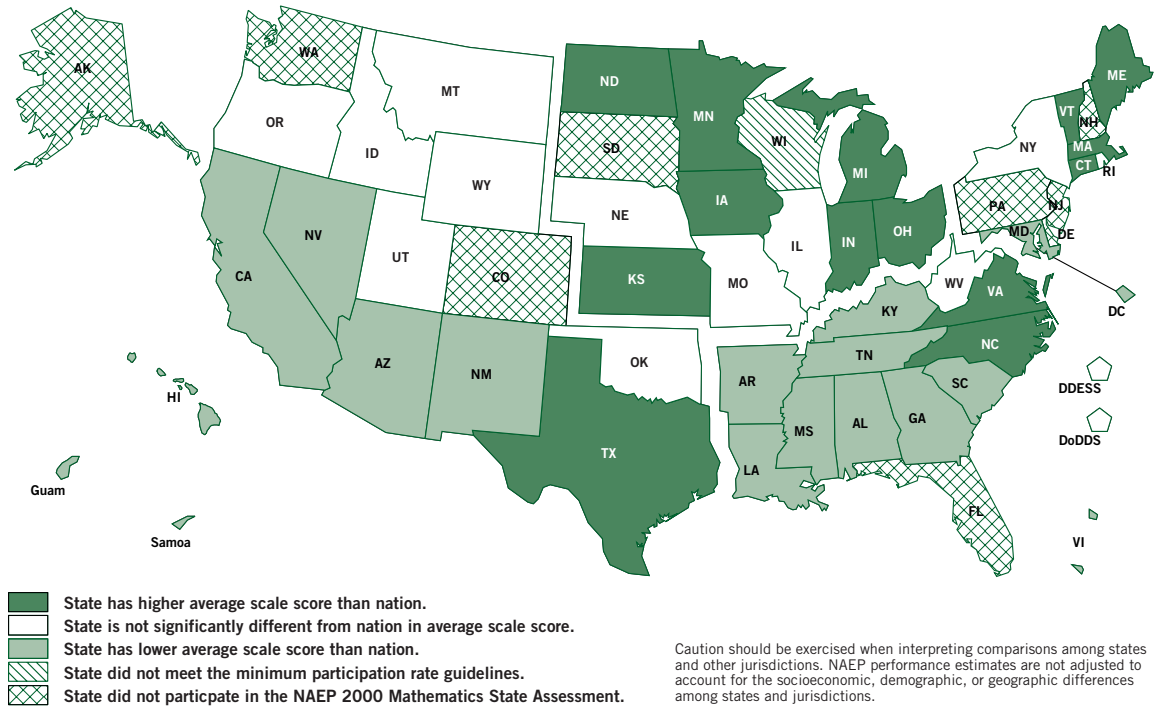 AK
WA
MT
ND
MN
ME
VT
NH
OR
ID
SD
WI
MI
NY
MA
CT
RI
WY
IA
PA
NJ
NE
NV
UT
CO
IL
IN
OH
MD
DE
CA
KS
MO
WV
VA
KY
DC
AZ
NM
OK
AR
TN
NC
SC
DDESS
HI
MS
AL
GA
DoDDS
TX
LA
Guam
FL
Samoa
VI
State has higher average scale score than nation.
State is not significantly different from nation in average scale score.
State has lower average scale score than nation.
State did not meet the minimum participation rate guidelines.
State did not particpate in the NAEP 2000 Mathematics State Assessment.
Caution should be exercised when interpreting comparisons among states
and other jurisdictions. NAEP performance estimates are not adjusted to
account for the socioeconomic, demographic, or geographic differences
among states and jurisdictions.